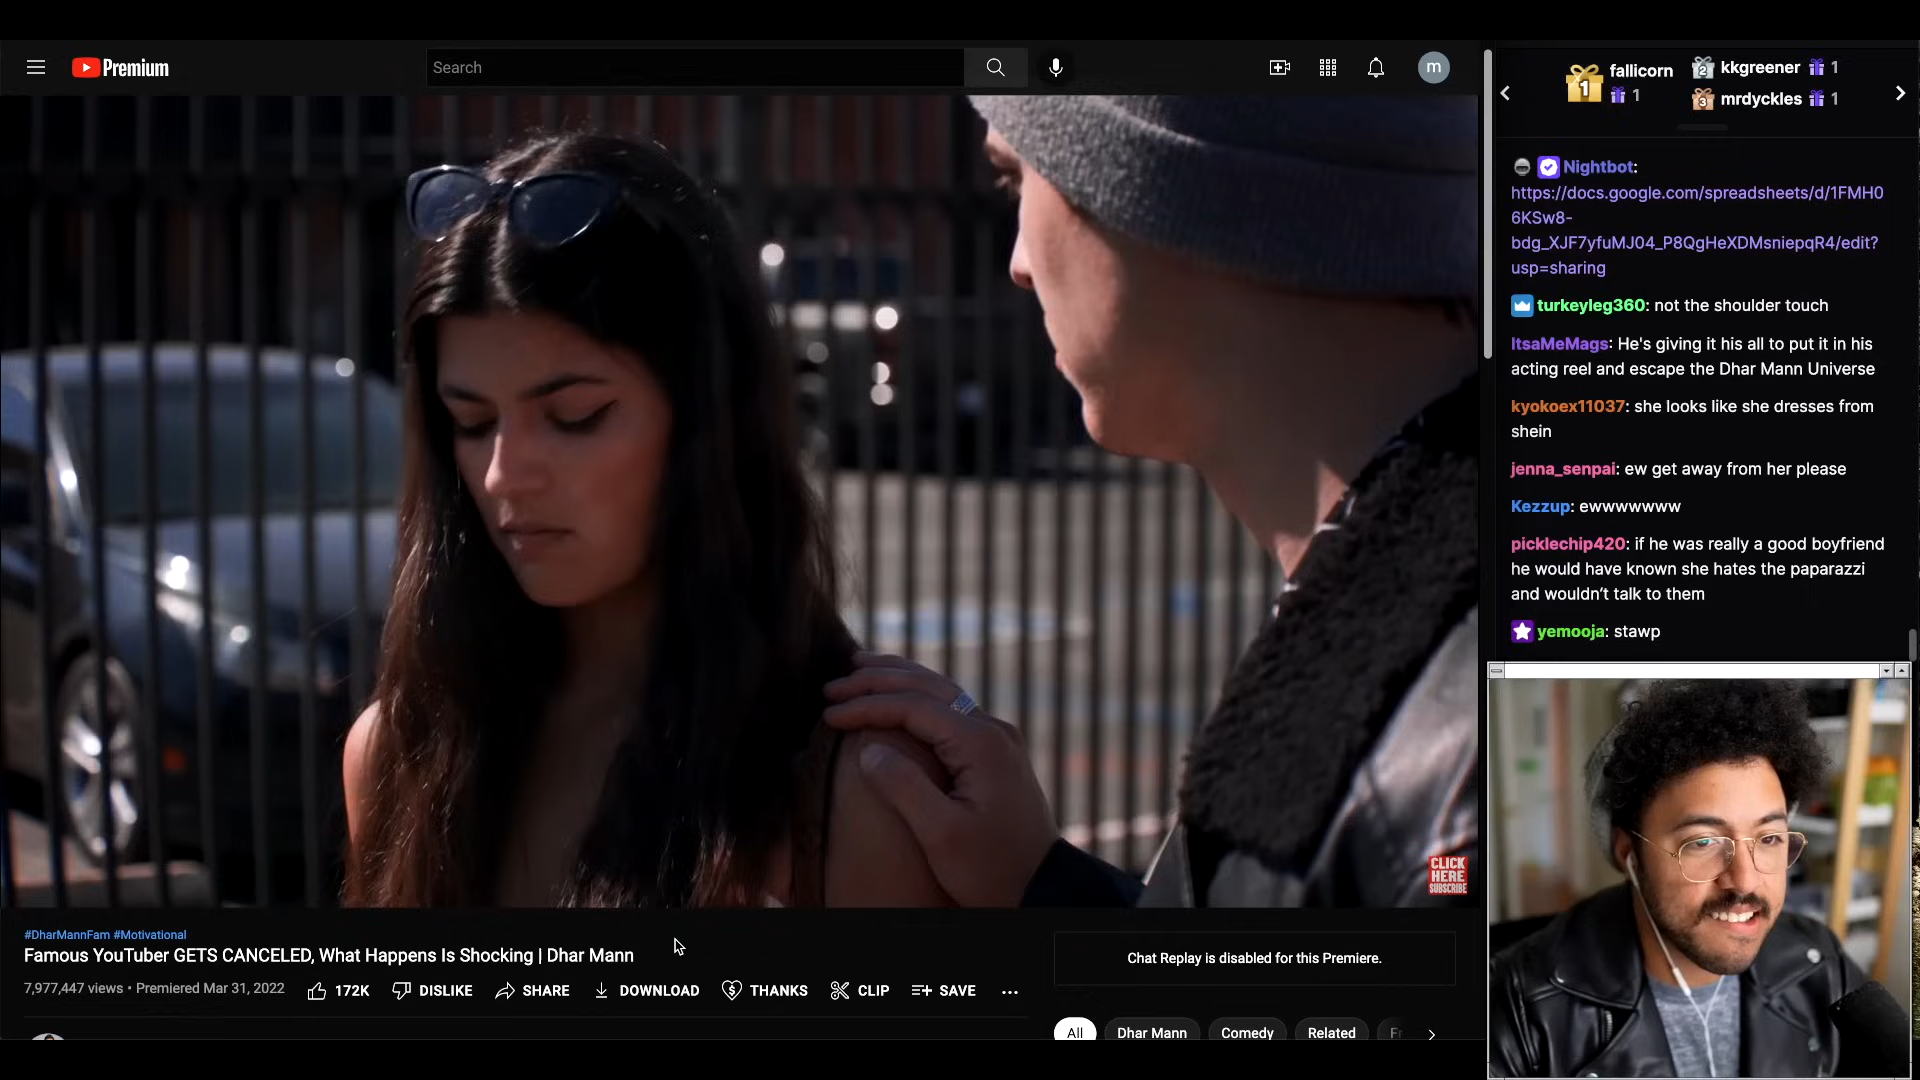 Premium
Search
m
1
fallicorn
1
2
kkgreener
1
3
mrdyckles
1
Nightbot:
https://docs.google.com/spreadsheets/d/1FMH0
6KSw8-
bdg_XJF7yfuMJ04_P8QgHeXDMsniepqR4/edit?
usp=sharing
turkeyleg360: not the shoulder touch
ItsaMeMags: He's giving it his all to put it in his
acting reel and escape the Dhar Mann Universe
kyokoex11037: she looks like she dresses from
shein
jenna_senpai: ew get away from her please
Kezzup: ewwwwwww
picklechip420: if he was really a good boyfriend
he would have known she hates the paparazzi
and wouldn't talk to them
yemooja: stawp
CLICK
HERE
SUBSCRIBE
#DharMannFam #Motivational
Famous YouTuber GETS CANCELED, What Happens Is Shocking | Dhar Mann
7,977,447 views • Premiered Mar 31, 2022
172K
DISLIKE
SHARE
DOWNLOAD
THANKS
CLIP
SAVE
Chat Replay is disabled for this Premiere.
All
Dhar Mann
Comedy
Related